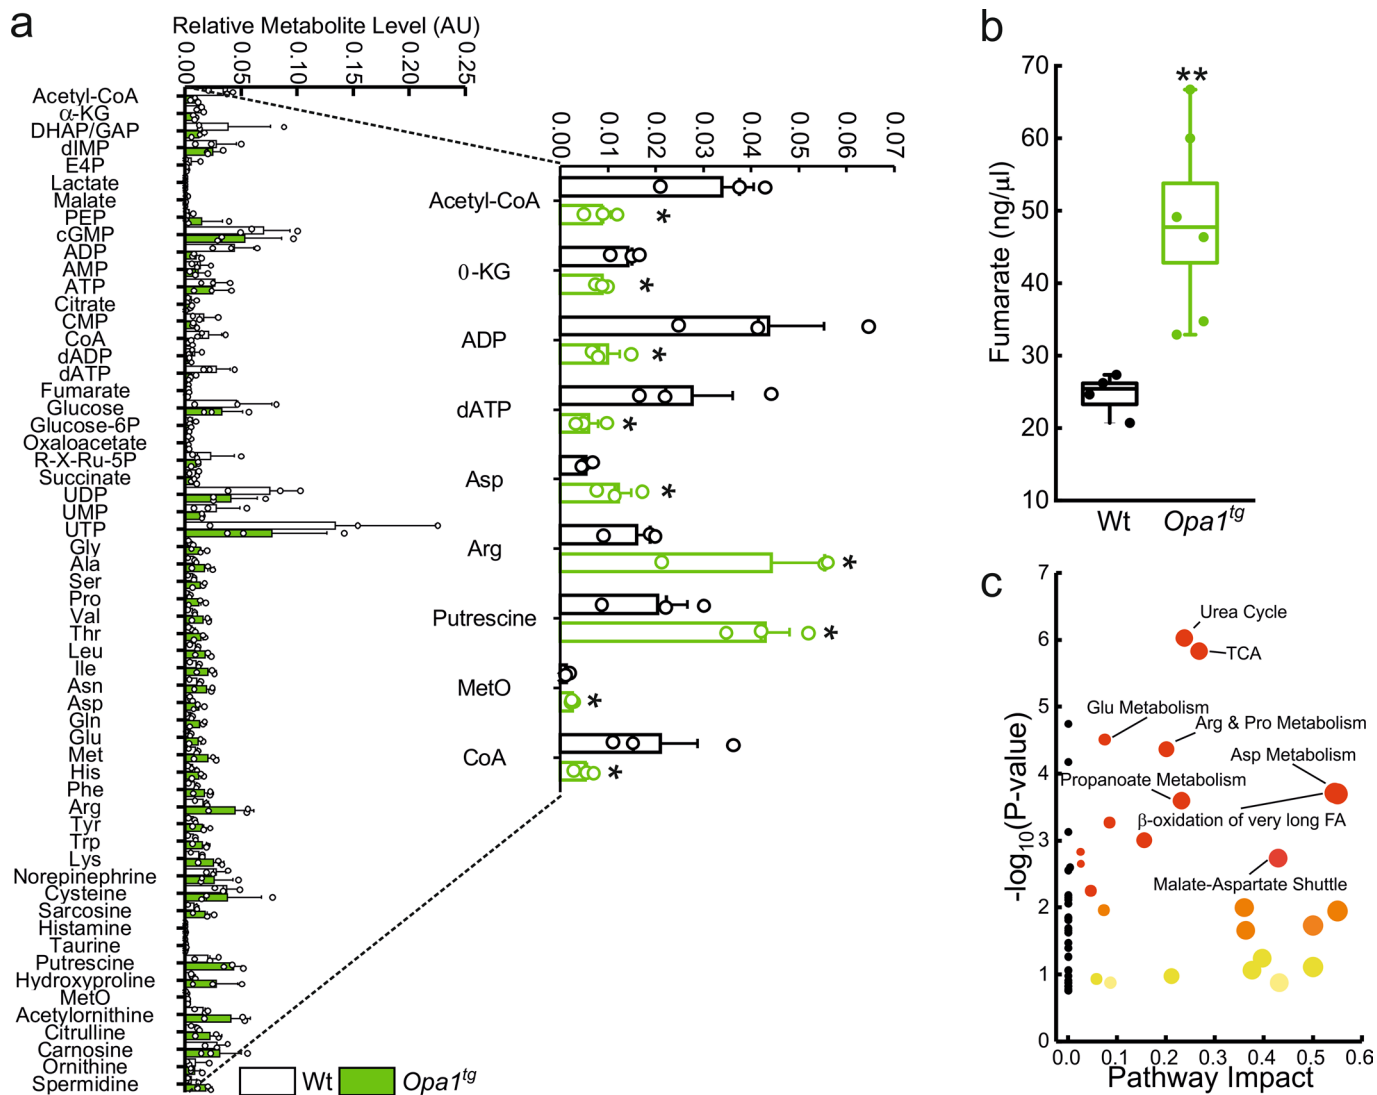 a
Relative Metabolite Level (AU)
0.00
0.05
0.10
0.15
0.20
0.25
Acetyl-CoA
α-KG
DHAP/GAP
dIMP
E4P
Lactate
Malate
PEP
cGMP
ADP
AMP
ATP
Citrate
CMP
CoA
dADP
dATP
Fumarate
Glucose
Glucose-6P
Oxaloacetate
R-X-Ru-5P
Succinate
UDP
UMP
UTP
Gly
Ala
Ser
Pro
Val
Thr
Leu
Ile
Asn
Asp
Gln
Glu
Met
His
Phe
Arg
Tyr
Trp
Lys
Norepinephrine
Cysteine
Sarcosine
Histamine
Taurine
Putrescine
Hydroxyproline
MetO
Acetylornithine
Citrulline
Carnosine
Ornithine
Spermidine
Wt
Opa1tg
0.00
0.01
0.02
0.03
0.04
0.05
0.06
0.07
Acetyl-CoA
*
θ-KG
*
ADP
*
dATP
*
Asp
*
Arg
*
Putrescine
*
MetO
*
CoA
*
b
Fumarate (ng/μl)
70
60
50
40
30
20
10
**
Wt
Opa1tg
c
-log10(P-value)
7
6
5
4
3
2
1
0
Urea Cycle
TCA
Glu Metabolism
Arg & Pro Metabolism
Asp Metabolism
Propanoate Metabolism
β-oxidation of very long FA
Malate-Aspartate Shuttle
0.0 0.1 0.2 0.3 0.4 0.5 0.6
Pathway Impact